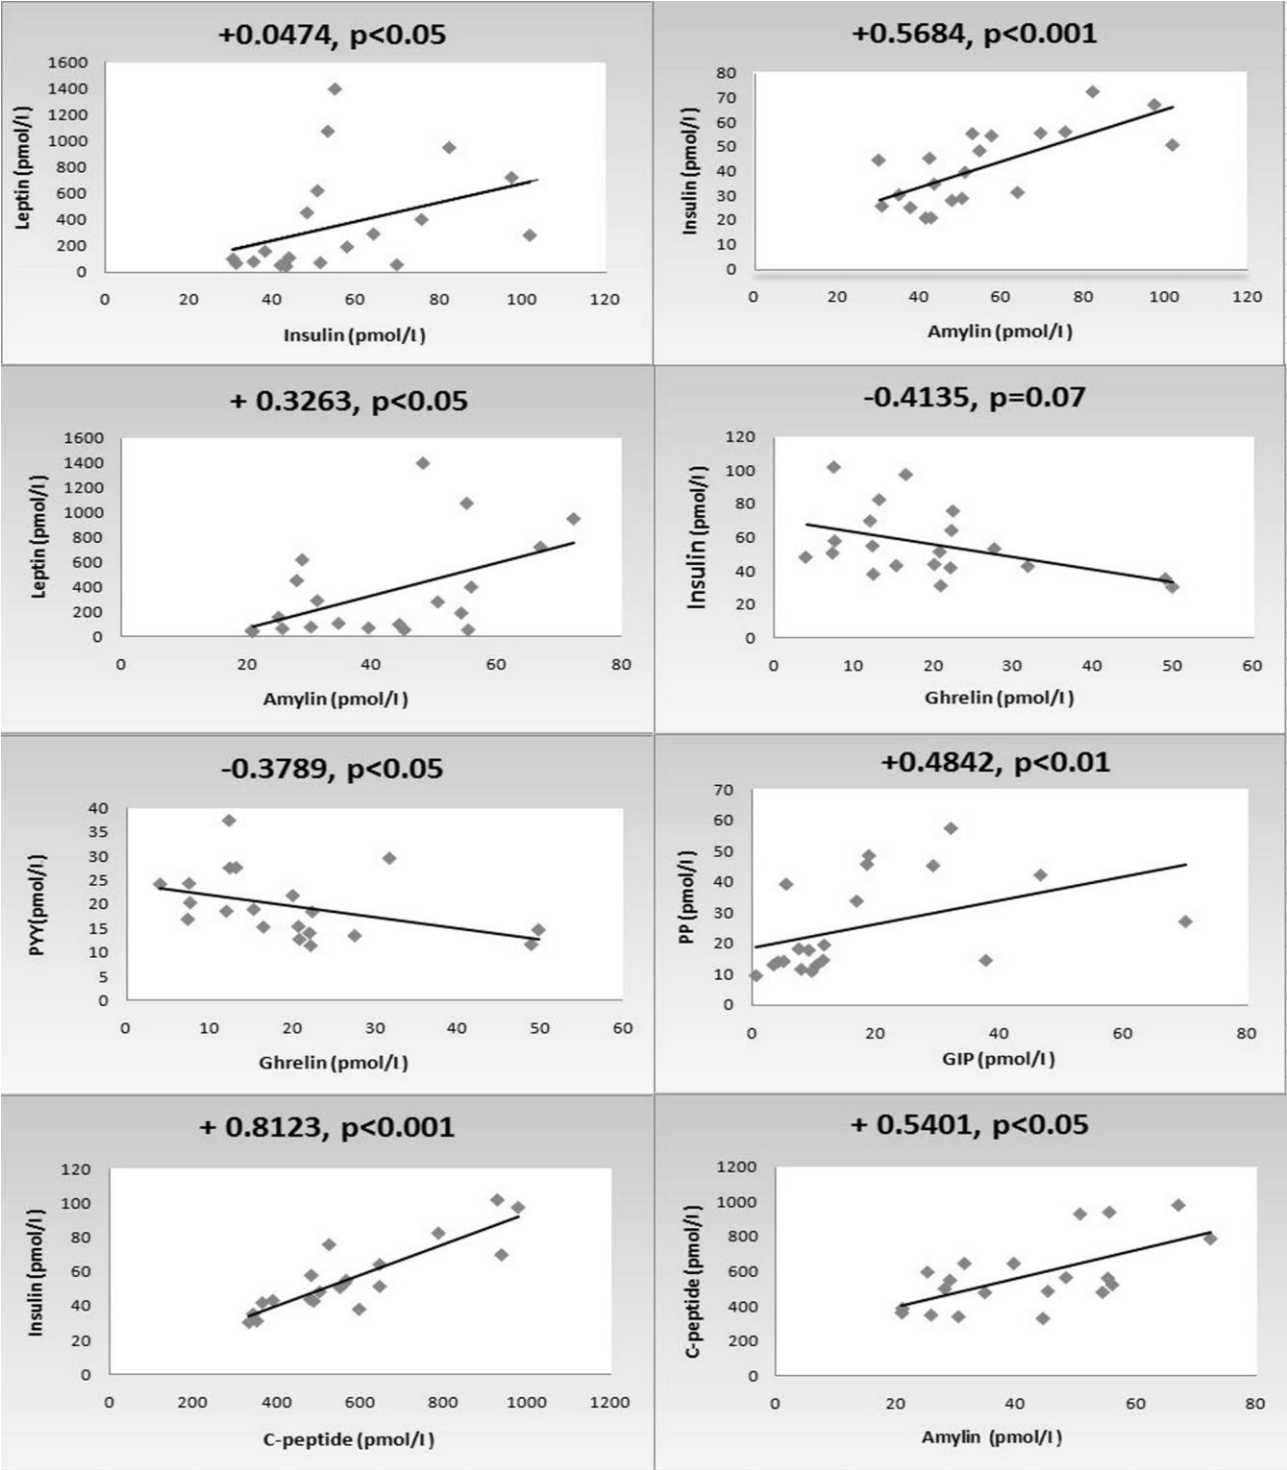 +0.0474, p<0.05
1600
1400
1200
1000
800
600
400
200
0
Leptin (pmol/l)
0 20 40 60 80 100 120
Insulin (pmol/l)
+0.5684, p<0.001
80
70
60
50
40
30
20
10
0
Insulin (pmol/l)
0 20 40 60 80 100 120
Amylin (pmol/l)
+ 0.3263, p<0.05
1600
1400
1200
1000
800
600
400
200
0
Leptin (pmol/l)
0 20 40 60 80
Amylin (pmol/l)
-0.4135, p=0.07
120
100
80
60
40
20
0
Insulin (pmol/l)
0 10 20 30 40 50 60
Ghrelin (pmol/l)
-0.3789, p<0.05
40
35
30
25
20
15
10
5
0
PYY(pmol/l)
0 10 20 30 40 50 60
Ghrelin (pmol/l)
+0.4842, p<0.01
70
60
50
40
30
20
10
0
PP (pmol/l)
0 20 40 60 80
GIP (pmol/l)
+ 0.8123, p<0.001
120
100
80
60
40
20
0
Insulin (pmol/l)
0 200 400 600 800 1000 1200
C-peptide (pmol/l)
+ 0.5401, p<0.05
1200
1000
800
600
400
200
0
C-peptide (pmol/l)
0 20 40 60 80
Amylin (pmol/l)